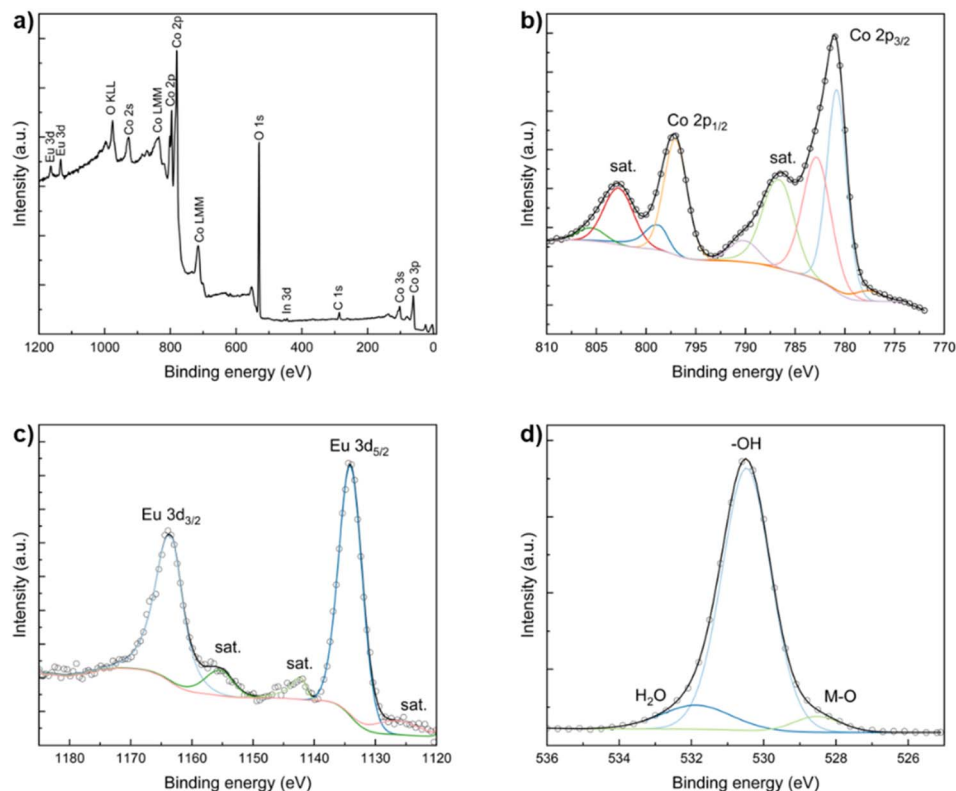 a)
Intensity (a.u.)
Eu 3d
Eu 3d
O KLL
Co 2s
Co LMM
Co 2p
Co 2p
Co LMM
O 1s
In 3d
C 1s
Co 3s
Co 3p
1200 1000 800 600 400 200 0
Binding energy (eV)
b)
Intensity (a.u.)
Co 2p3/2
Co 2p1/2
sat.
sat.
810 805 800 795 790 785 780 775 770
Binding energy (eV)
c)
Intensity (a.u.)
Eu 3d5/2
Eu 3d3/2
sat.
sat.
sat.
1180 1170 1160 1150 1140 1130 1120
Binding energy (eV)
d)
Intensity (a.u.)
-OH
H2O
M-O
536 534 532 530 528 526
Binding energy (eV)